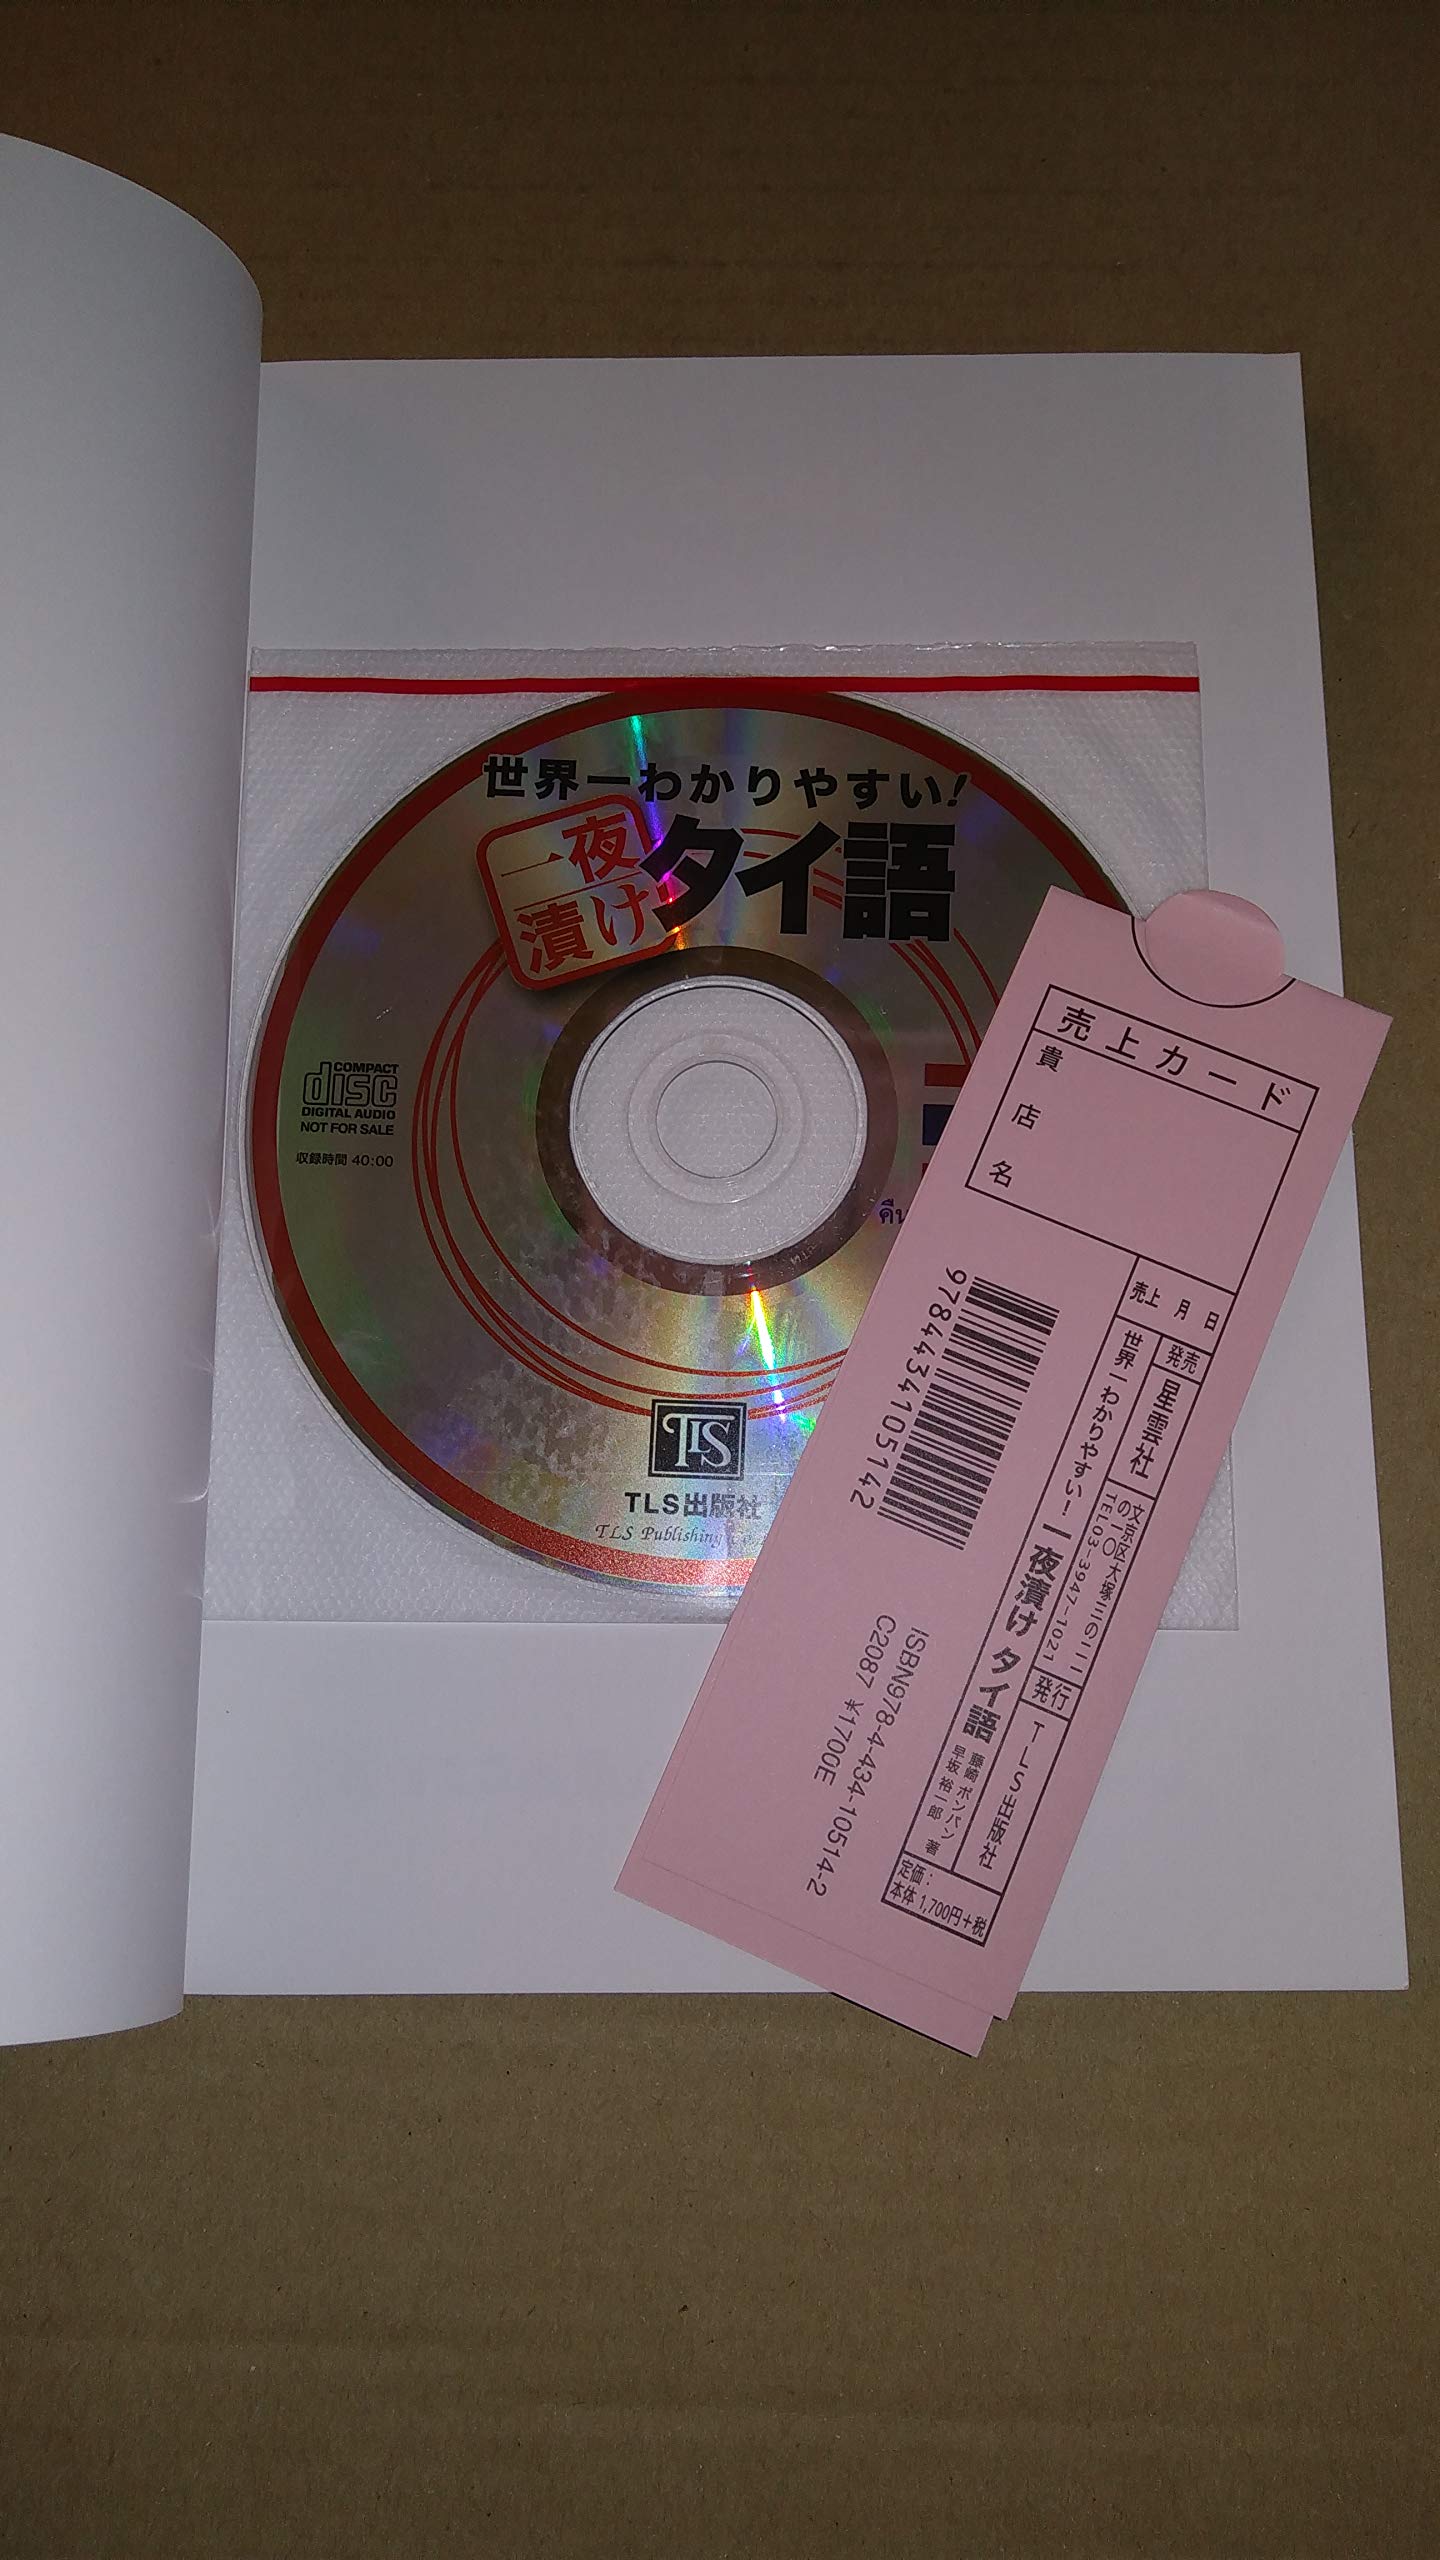 世界一わかりやすい!
一夜
漬け
タイ語
COMPACT
disc
DIGITAL AUDIO
NOT FOR SALE
収録時間 40:00
TLS
TLS出版社
TLS Publishing
売上カード
貴店名
売上 月 日
発売
星雲社
文京区大塚三の二一
の一〇
TEL03-3947-1021
発行
TLS出版社
世界一わかりやすい! 一夜漬け タイ語
藤崎 ポンパン
早坂 裕一郎 著
定価:
本体 1,700円+税
9784434105142
ISBN978-4-434-10514-2
C2087 ¥1700E